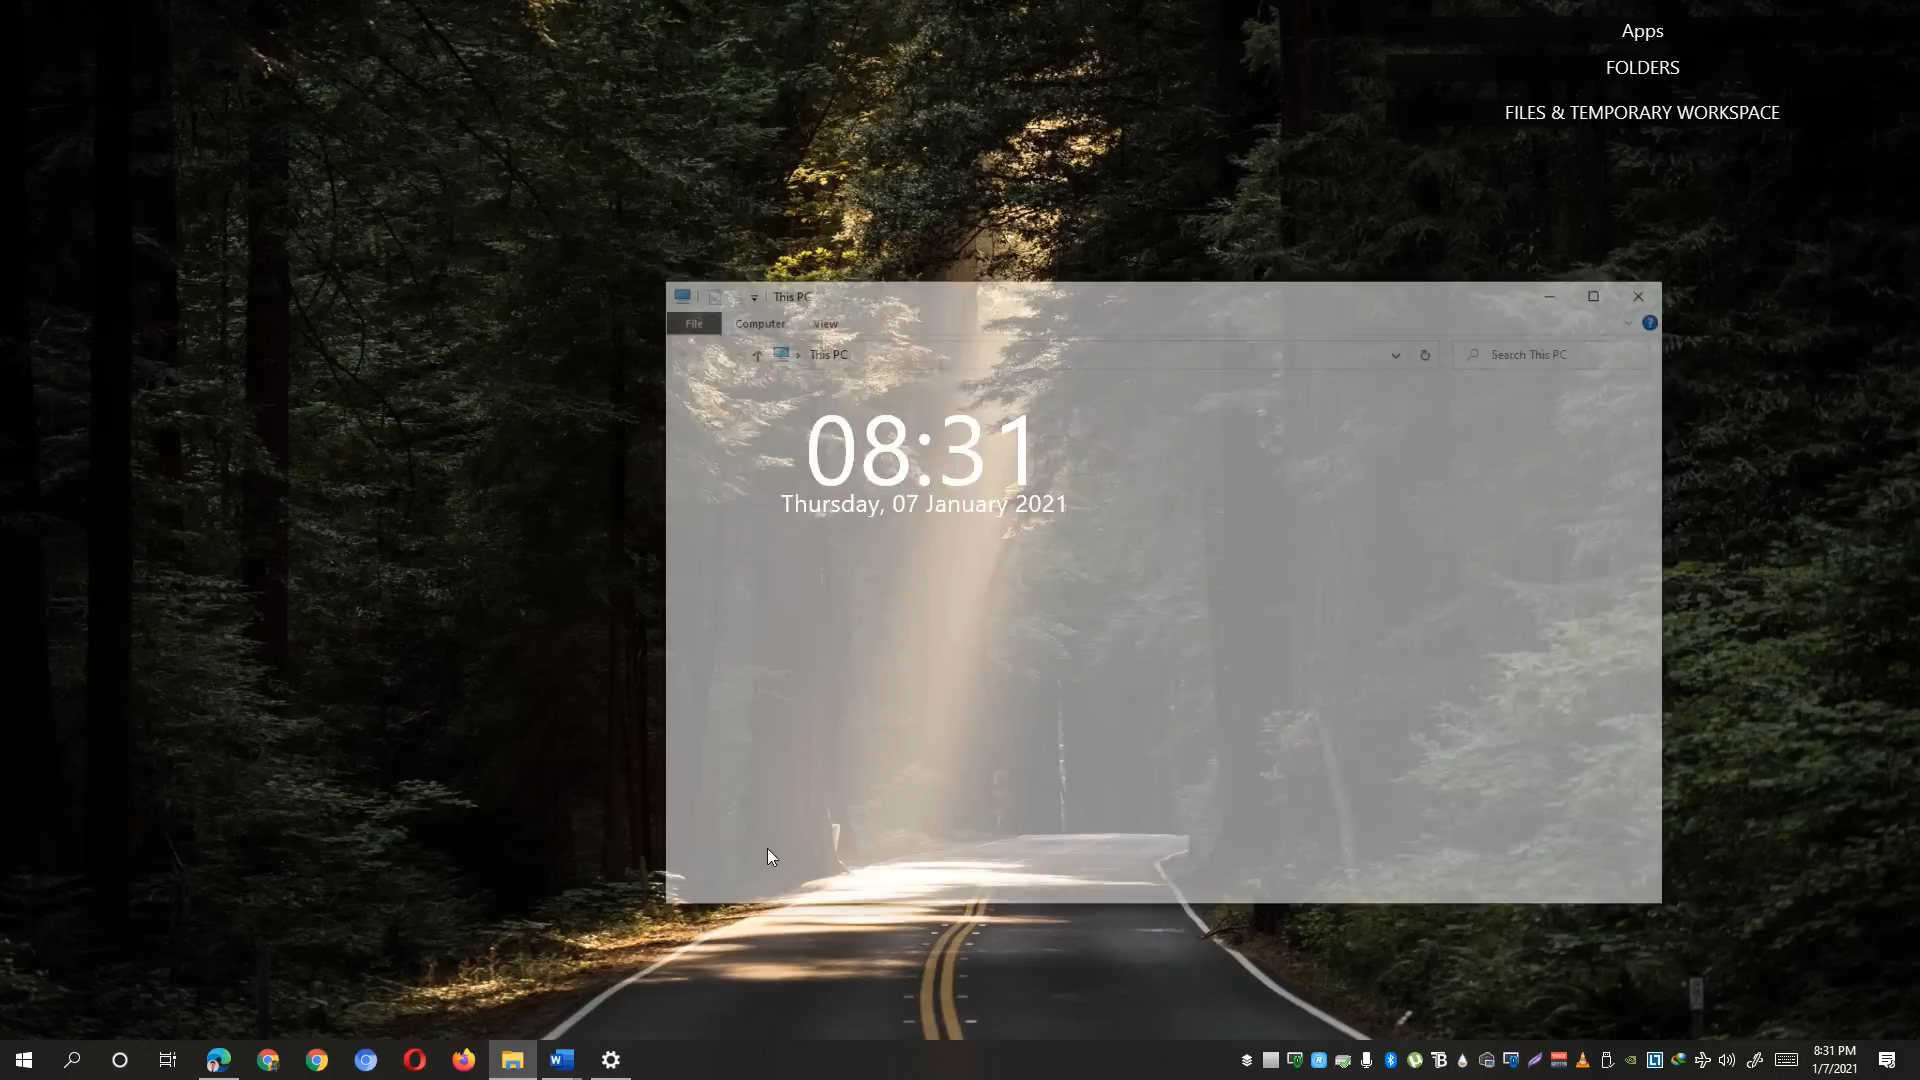 Apps
FOLDERS
FILES & TEMPORARY WORKSPACE
This PC
File Computer View
This PC
Search This PC
08:31
Thursday, 07 January 2021
8:31 PM
1/7/2021